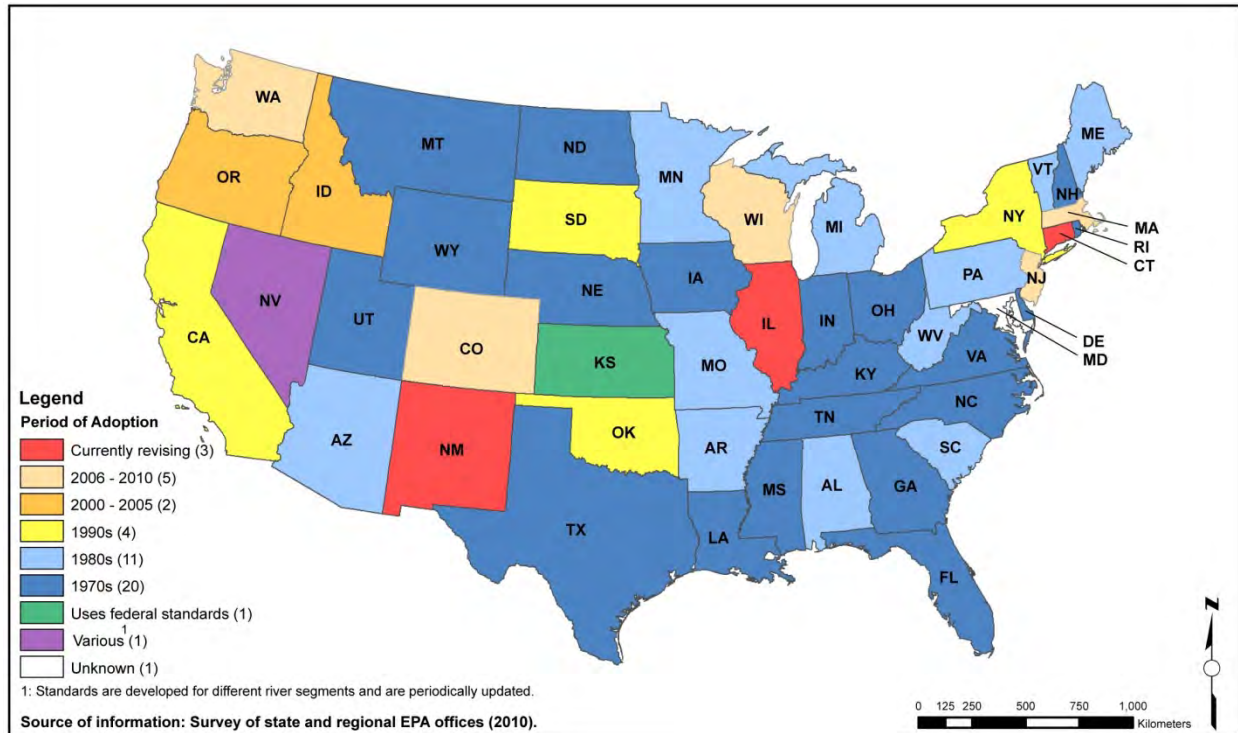 WA
MT
ND
MN
ME
VT
NH
OR
ID
SD
WI
MI
NY
MA
RI
CT
WY
IA
PA
NJ
NE
NV
UT
IL
IN
OH
DE
MD
CA
CO
KS
MO
WV
VA
KY
NC
TN
AZ
NM
OK
AR
SC
MS
AL
GA
TX
LA
FL
Legend
Period of Adoption
Currently revising (3)
2006 - 2010 (5)
2000 - 2005 (2)
1990s (4)
1980s (11)
1970s (20)
Uses federal standards (1)
Various1 (1)
Unknown (1)
1: Standards are developed for different river segments and are periodically updated.
Source of information: Survey of state and regional EPA offices (2010).
N
0 125 250 500 750 1,000
Kilometers